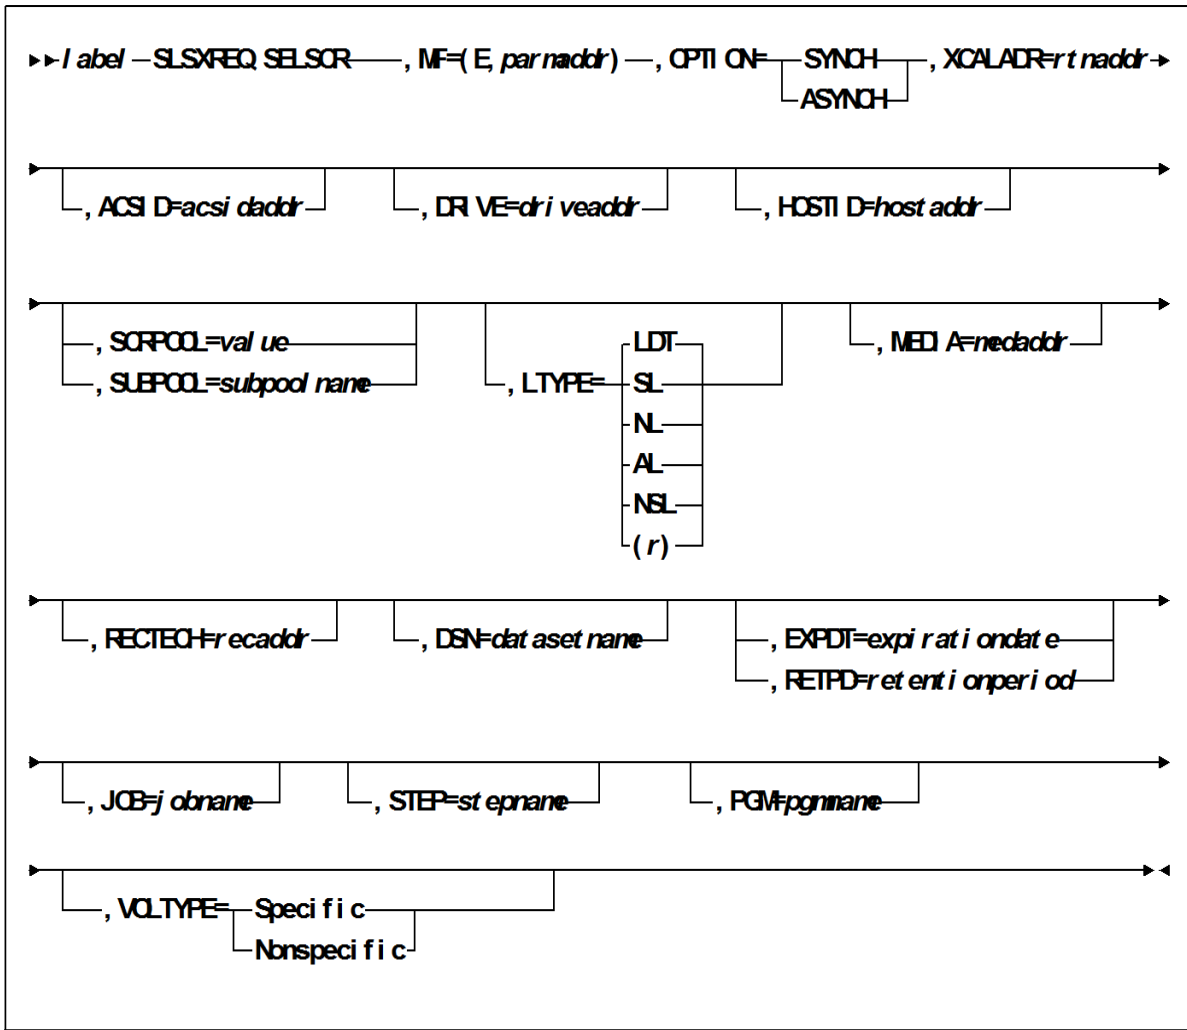 label SLSXREQ SELSCR , MF=(E,parmaddr) , OPTION= SYNCH , XCALADR=rtnaddr
ASYNCH
, ACSID=acsidaddr , DRIVE=driveaddr , HOSTID=hostaddr
, SCRPOOL=value
, SUBPOOL=subpoolname
, LTYPE=
LDT
SL
NL
AL
NSL
(r)
, MEDIA=medaddr
, RECTECH=recaddr , DSN=datasetname
, EXPDT=expirationdate
, RETPD=retentionperiod
, JOB=jobname , STEP=stepname , PGM=pgmname
, VOLTYPE= Specific
Nonspecific